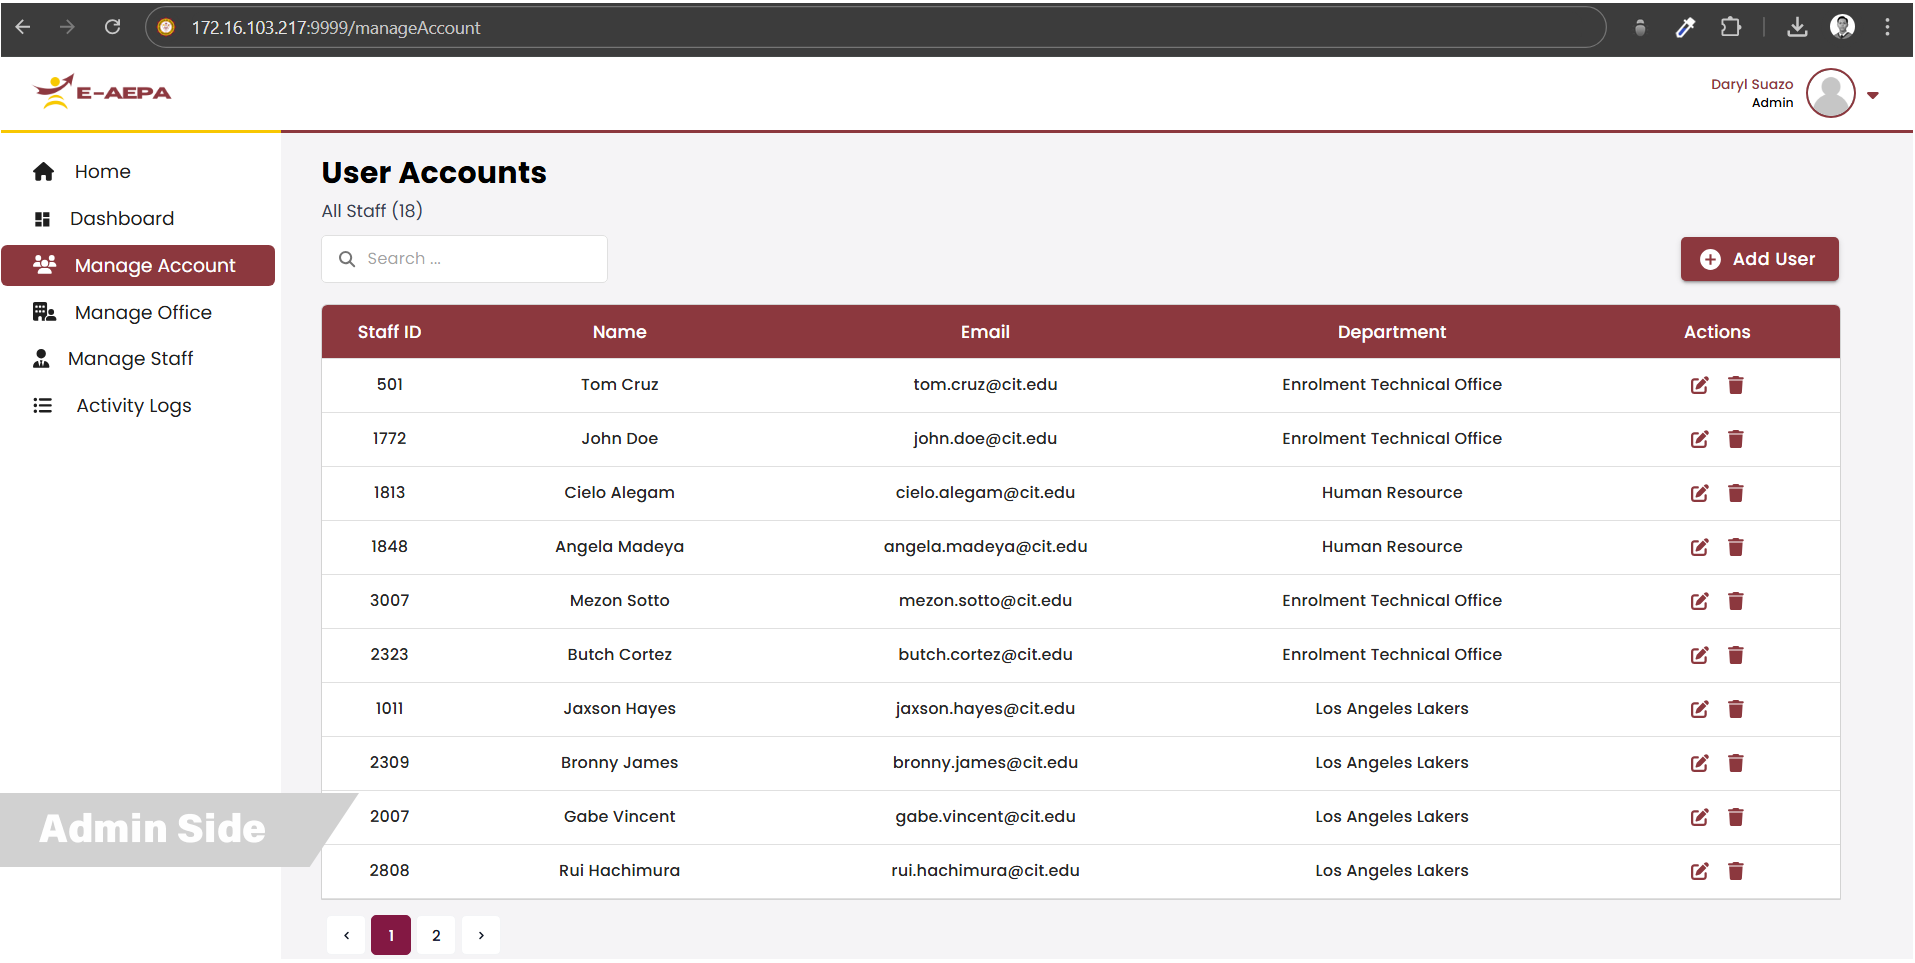 172.16.103.217:9999/manageAccount
E-AEPA
Daryl Suazo
Admin
Home
Dashboard
Manage Account
Manage Office
Manage Staff
Activity Logs
User Accounts
All Staff (18)
Search ...
Add User
Staff ID Name Email Department Actions
501 Tom Cruz tom.cruz@cit.edu Enrolment Technical Office
1772 John Doe john.doe@cit.edu Enrolment Technical Office
1813 Cielo Alegam cielo.alegam@cit.edu Human Resource
1848 Angela Madeya angela.madeya@cit.edu Human Resource
3007 Mezon Sotto mezon.sotto@cit.edu Enrolment Technical Office
2323 Butch Cortez butch.cortez@cit.edu Enrolment Technical Office
1011 Jaxson Hayes jaxson.hayes@cit.edu Los Angeles Lakers
2309 Bronny James bronny.james@cit.edu Los Angeles Lakers
2007 Gabe Vincent gabe.vincent@cit.edu Los Angeles Lakers
2808 Rui Hachimura rui.hachimura@cit.edu Los Angeles Lakers
Admin Side
‹ 1 2 ›